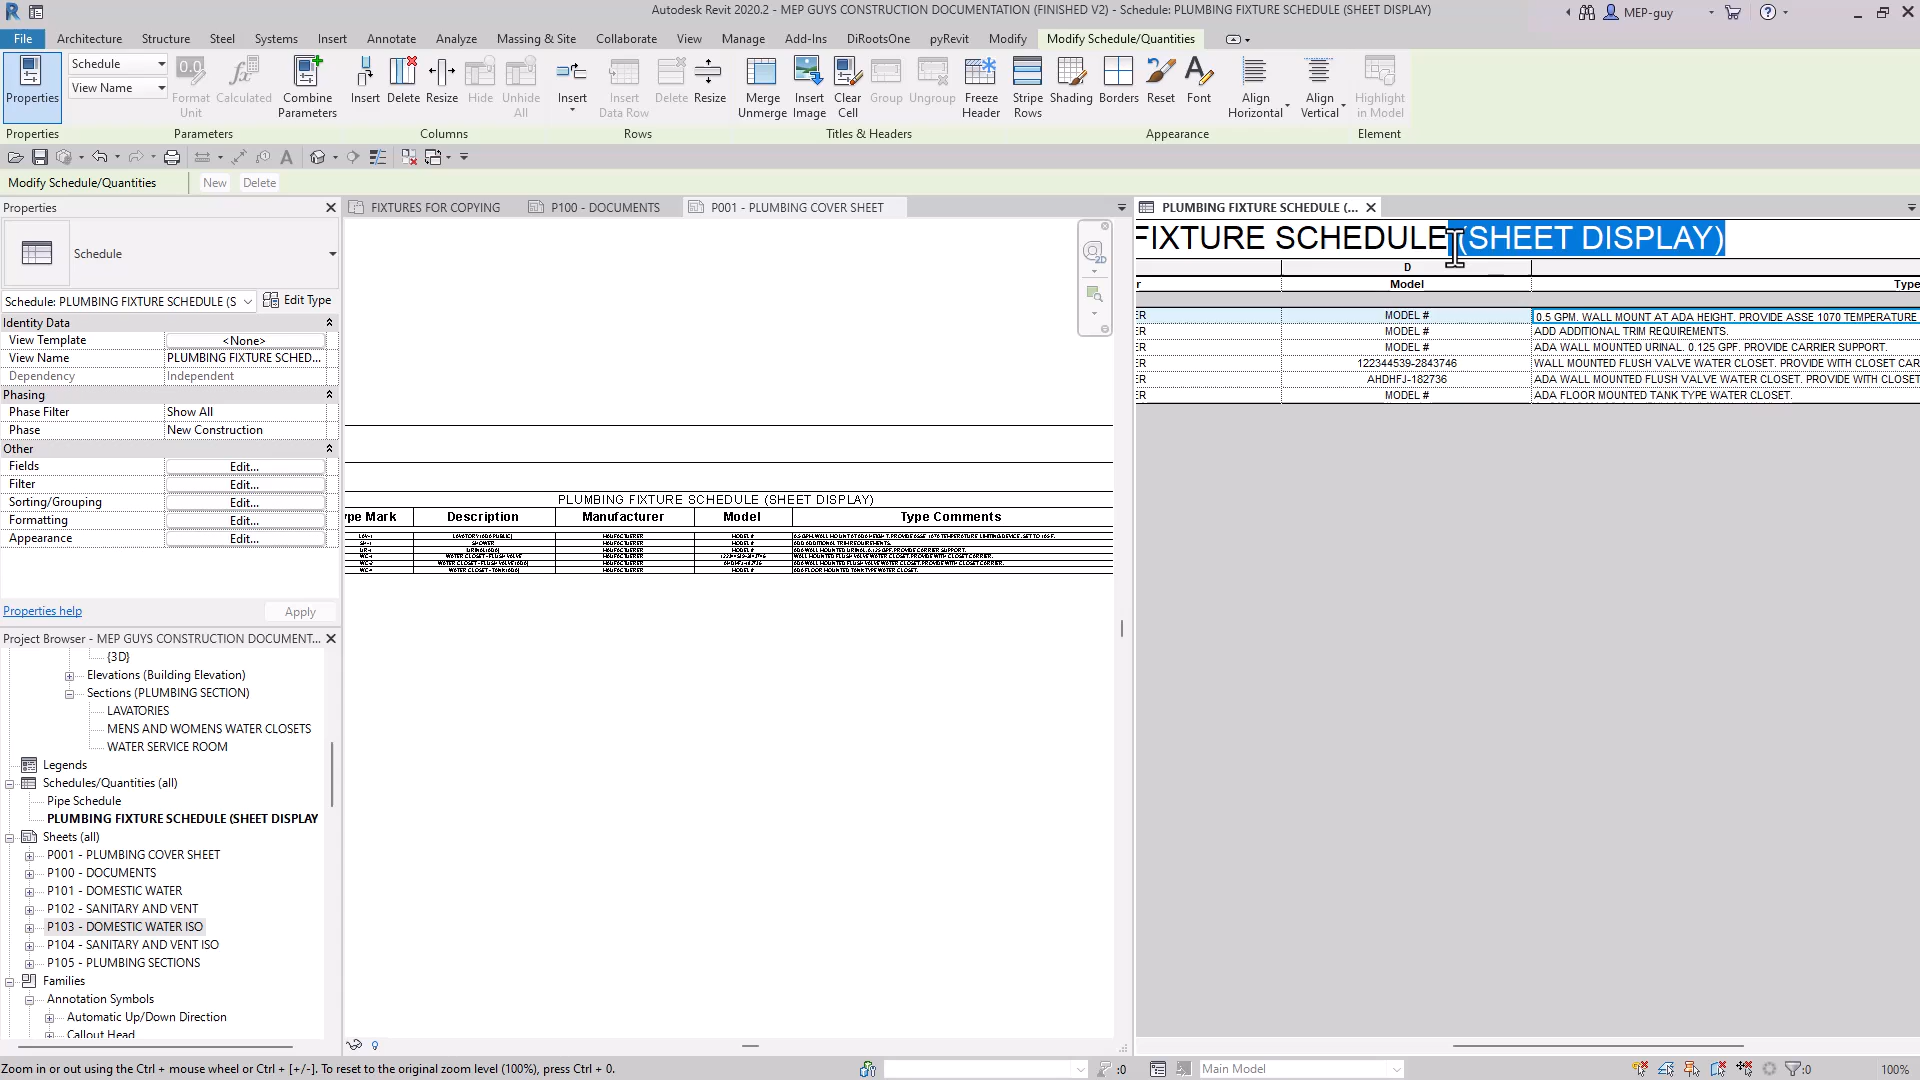 Autodesk Revit 2020.2 - MEP GUYS CONSTRUCTION DOCUMENTATION (FINISHED V2) - Schedule: PLUMBING FIXTURE SCHEDULE (SHEET DISPLAY)
MEP-guy
File Architecture Structure Steel Systems Insert Annotate Analyze Massing & Site Collaborate View Manage Add-Ins DiRootsOne pyRevit Modify Modify Schedule/Quantities
Schedule
View Name
Properties
Format Unit
Calculated
Combine Parameters
Insert Delete Resize Hide Unhide All
Insert
Insert Data Row
Delete Resize
Merge Unmerge
Insert Image
Clear Cell
Group Ungroup
Freeze Header
Stripe Rows
Shading Borders Reset Font
Align Horizontal
Align Vertical
Highlight in Model
Properties Parameters Columns Rows Titles & Headers Appearance Element
Modify Schedule/Quantities New Delete
Properties
Schedule
Schedule: PLUMBING FIXTURE SCHEDULE (S
Edit Type
Identity Data
View Template <None>
View Name PLUMBING FIXTURE SCHED...
Dependency Independent
Phasing
Phase Filter Show All
Phase New Construction
Other
Fields Edit...
Filter Edit...
Sorting/Grouping Edit...
Formatting Edit...
Appearance Edit...
Properties help Apply
Project Browser - MEP GUYS CONSTRUCTION DOCUMENT...
{3D}
Elevations (Building Elevation)
Sections (PLUMBING SECTION)
LAVATORIES
MENS AND WOMENS WATER CLOSETS
WATER SERVICE ROOM
Legends
Schedules/Quantities (all)
Pipe Schedule
PLUMBING FIXTURE SCHEDULE (SHEET DISPLAY
Sheets (all)
P001 - PLUMBING COVER SHEET
P100 - DOCUMENTS
P101 - DOMESTIC WATER
P102 - SANITARY AND VENT
P103 - DOMESTIC WATER ISO
P104 - SANITARY AND VENT ISO
P105 - PLUMBING SECTIONS
Families
Annotation Symbols
Automatic Up/Down Direction
Callout Head
FIXTURES FOR COPYING P100 - DOCUMENTS P001 - PLUMBING COVER SHEET
2D
PLUMBING FIXTURE SCHEDULE (SHEET DISPLAY)
ype Mark Description Manufacturer Model Type Comments
PLUMBING FIXTURE SCHEDULE (...
FIXTURE SCHEDULE (SHEET DISPLAY)
D
r Model Type
ER MODEL # 0.5 GPM. WALL MOUNT AT ADA HEIGHT. PROVIDE ASSE 1070 TEMPERATURE
ER MODEL # ADD ADDITIONAL TRIM REQUIREMENTS.
ER MODEL # ADA WALL MOUNTED URINAL. 0.125 GPF. PROVIDE CARRIER SUPPORT.
ER 122344539-2843746 WALL MOUNTED FLUSH VALVE WATER CLOSET. PROVIDE WITH CLOSET CAR
ER AHDHFJ-182736 ADA WALL MOUNTED FLUSH VALVE WATER CLOSET. PROVIDE WITH CLOSET
ER MODEL # ADA FLOOR MOUNTED TANK TYPE WATER CLOSET.
Zoom in or out using the Ctrl + mouse wheel or Ctrl + [+/-]. To reset to the original zoom level (100%), press Ctrl + 0.
:0
Main Model
:0
100%